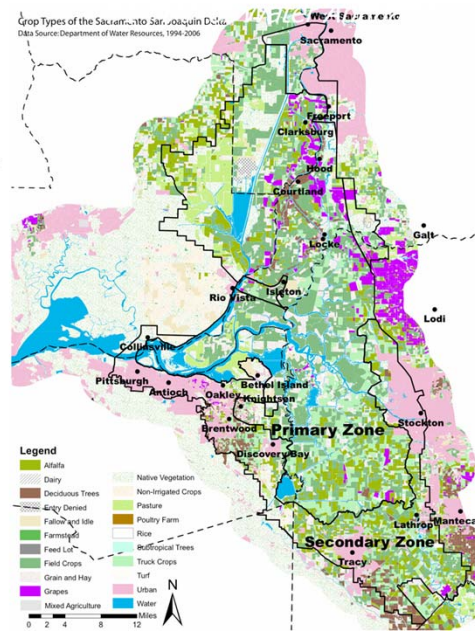 Crop Types of the Sacramento San Joaquin Delta
Data Source: Department of Water Resources, 1994-2006
West Sacramento
Sacramento
Freeport
Clarksburg
Hood
Courtland
Galt
Locke
Isleton
Rio Vista
Lodi
Collinsville
Pittsburgh
Antioch
Oakley
Bethel Island
Knightsen
Brentwood
Primary Zone
Stockton
Discovery Bay
Lathrop
Manteca
Secondary Zone
Tracy
Legend
Alfalfa
Dairy
Deciduous Trees
Entry Denied
Fallow and Idle
Farmstead
Feed Lot
Field Crops
Grain and Hay
Grapes
Mixed Agriculture
Native Vegetation
Non-Irrigated Crops
Pasture
Poultry Farm
Rice
Subtropical Trees
Truck Crops
Turf
Urban
Water
N
0 2 4 8 12
Miles